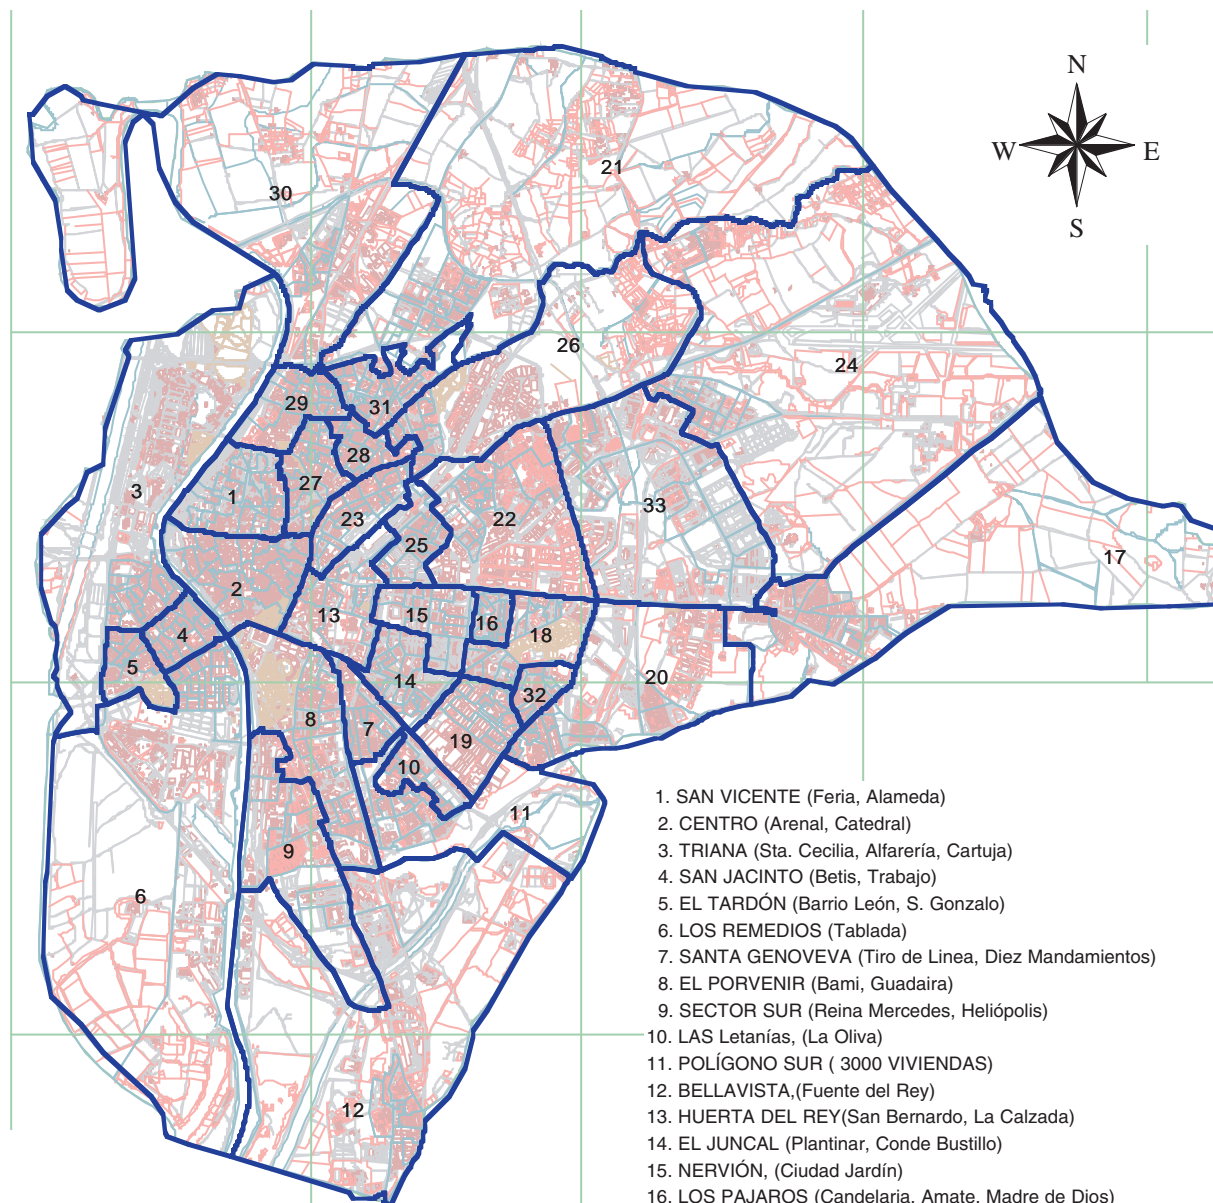 N
W E
S
21
30
26
24
29
31
28
3
1
27
23
22
33
25
17
2
13
15
16
4
18
5
14
32
20
8
7
19
10
11
9
6
12
1. SAN VICENTE (Feria, Alameda)
2. CENTRO (Arenal, Catedral)
3. TRIANA (Sta. Cecilia, Alfarería, Cartuja)
4. SAN JACINTO (Betis, Trabajo)
5. EL TARDÓN (Barrio León, S. Gonzalo)
6. LOS REMEDIOS (Tablada)
7. SANTA GENOVEVA (Tiro de Linea, Diez Mandamientos)
8. EL PORVENIR (Bami, Guadaira)
9. SECTOR SUR (Reina Mercedes, Heliópolis)
10. LAS Letanías, (La Oliva)
11. POLÍGONO SUR ( 3000 VIVIENDAS)
12. BELLAVISTA,(Fuente del Rey)
13. HUERTA DEL REY(San Bernardo, La Calzada)
14. EL JUNCAL (Plantinar, Conde Bustillo)
15. NERVIÓN, (Ciudad Jardín)
16. LOS PAJAROS (Candelaria, Amate, Madre de Dios)